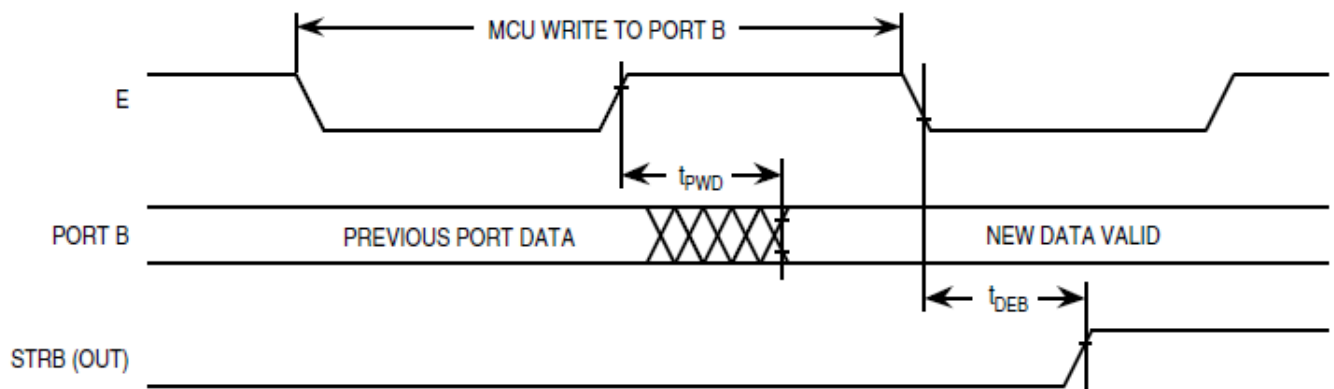 MCU WRITE TO PORT B
E
tPWD
PORT B
PREVIOUS PORT DATA
NEW DATA VALID
tDEB
STRB (OUT)